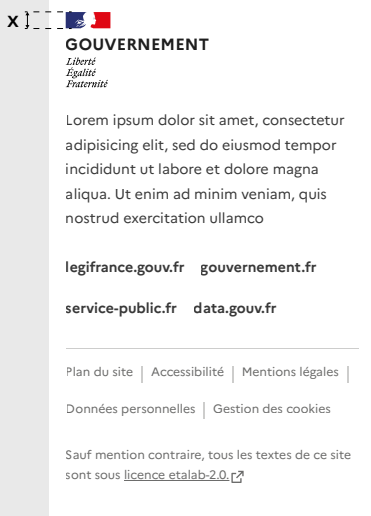 X
GOUVERNEMENT
Liberté
Égalité
Fraternité
Lorem ipsum dolor sit amet, consectetur
adipisicing elit, sed do eiusmod tempor
incididunt ut labore et dolore magna
aliqua. Ut enim ad minim veniam, quis
nostrud exercitation ullamco
legifrance.gouv.fr gouvernement.fr
service-public.fr data.gouv.fr
Plan du site | Accessibilité | Mentions légales |
Données personnelles | Gestion des cookies
Sauf mention contraire, tous les textes de ce site
sont sous licence etalab-2.0.